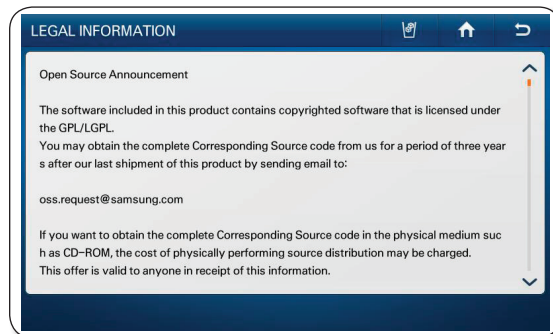 LEGAL INFORMATION
Open Source Announcement
The software included in this product contains copyrighted software that is licensed under
the GPL/LGPL.
You may obtain the complete Corresponding Source code from us for a period of three year
s after our last shipment of this product by sending email to:
oss.request@samsung.com
If you want to obtain the complete Corresponding Source code in the physical medium suc
h as CD-ROM, the cost of physically performing source distribution may be charged.
This offer is valid to anyone in receipt of this information.